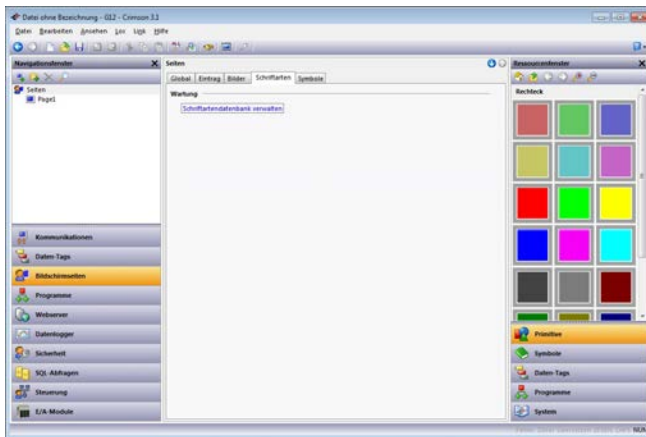 Datei ohne Bezeichnung - G12 - Crimson 3.1
Datei Bearbeiten Ansehen Los Link Hilfe
Navigationsfenster
Seiten
Page1
Kommunikationen
Daten-Tags
Bildschirmseiten
Programme
Webserver
Datenlogger
Sicherheit
SQL-Abfragen
Steuerung
E/A-Module
Seiten
Global Eintrag Bilder Schriftarten Symbole
Wartung
Schriftartendatenbank verwalten
Ressourcenfenster
Rechteck
Primitive
Symbole
Daten-Tags
Programme
System
NUM